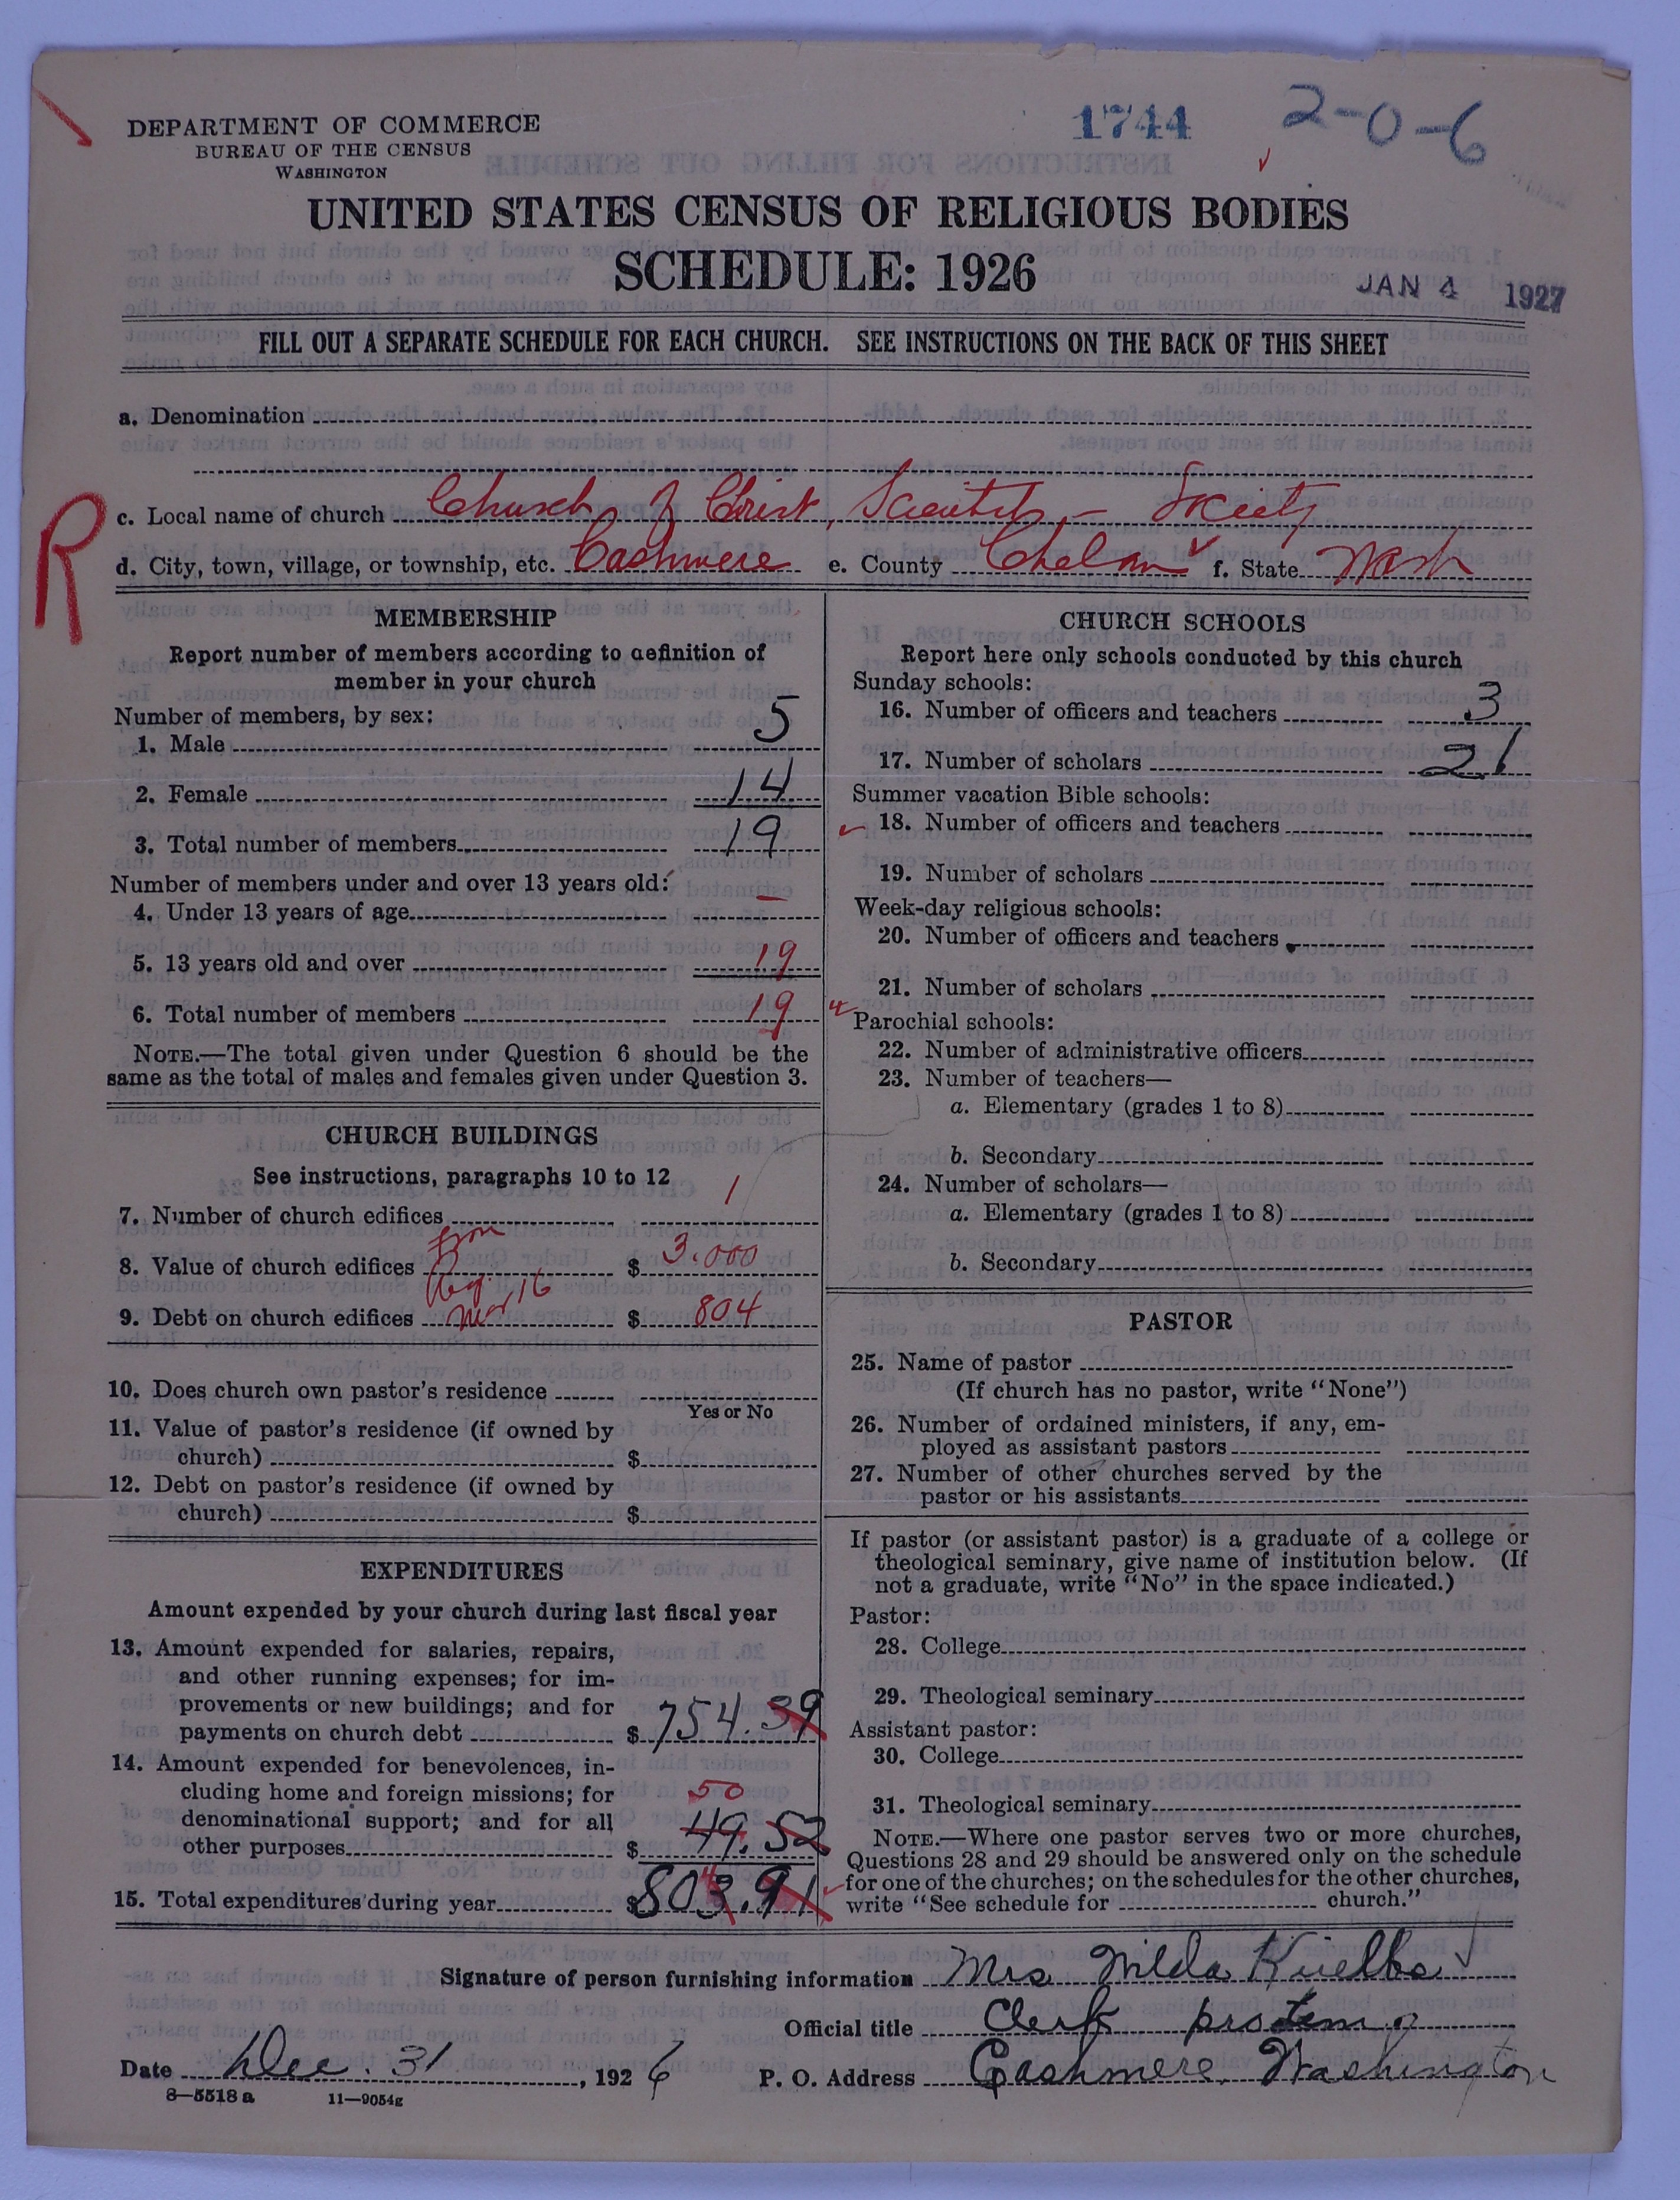 DEPARTMENT OF COMMERCE
BUREAU OF THE CENSUS
WASHINGTON
1744
2-0-6
UNITED STATES CENSUS OF RELIGIOUS BODIES
SCHEDULE: 1926
JAN 4 1927
FILL OUT A SEPARATE SCHEDULE FOR EACH CHURCH. SEE INSTRUCTIONS ON THE BACK OF THIS SHEET
a. Denomination
c. Local name of church Church of Christ, Scientist, - Society
R
d. City, town, village, or township, etc. Cashmere e. County Chelan f. State Wash
MEMBERSHIP
Report number of members according to definition of
member in your church
Number of members, by sex:
1. Male 5
2. Female 14
3. Total number of members 19
Number of members under and over 13 years old:
4. Under 13 years of age —
5. 13 years old and over 19
6. Total number of members 19
NOTE.—The total given under Question 6 should be the
same as the total of males and females given under Question 3.
CHURCH BUILDINGS
See instructions, paragraphs 10 to 12
7. Number of church edifices 1
from
8. Value of church edifices $ 3.000
Mar 16
9. Debt on church edifices $ 804
10. Does church own pastor's residence
Yes or No
11. Value of pastor's residence (if owned by
church) $
12. Debt on pastor's residence (if owned by
church) $
EXPENDITURES
Amount expended by your church during last fiscal year
13. Amount expended for salaries, repairs,
and other running expenses; for im-
provements or new buildings; and for
payments on church debt $ 754.39
14. Amount expended for benevolences, in-
cluding home and foreign missions; for
50
denominational support; and for all
other purposes $ 49.52
4
15. Total expenditures during year $ 803.91
CHURCH SCHOOLS
Report here only schools conducted by this church
Sunday schools:
16. Number of officers and teachers 3
17. Number of scholars 21
Summer vacation Bible schools:
18. Number of officers and teachers
19. Number of scholars
Week-day religious schools:
20. Number of officers and teachers
21. Number of scholars
Parochial schools:
22. Number of administrative officers
23. Number of teachers—
a. Elementary (grades 1 to 8)
b. Secondary
24. Number of scholars—
a. Elementary (grades 1 to 8)
b. Secondary
PASTOR
25. Name of pastor
(If church has no pastor, write "None")
26. Number of ordained ministers, if any, em-
ployed as assistant pastors
27. Number of other churches served by the
pastor or his assistants
If pastor (or assistant pastor) is a graduate of a college or
theological seminary, give name of institution below. (If
not a graduate, write "No" in the space indicated.)
Pastor:
28. College
29. Theological seminary
Assistant pastor:
30. College
31. Theological seminary
NOTE.—Where one pastor serves two or more churches,
Questions 28 and 29 should be answered only on the schedule
for one of the churches; on the schedules for the other churches,
write "See schedule for church."
Signature of person furnishing information Mrs. Wilda
Official title Clerk protem.
Date Dec. 31, 1926 P. O. Address Cashmere, Washington
8—5518 a 11—9054g